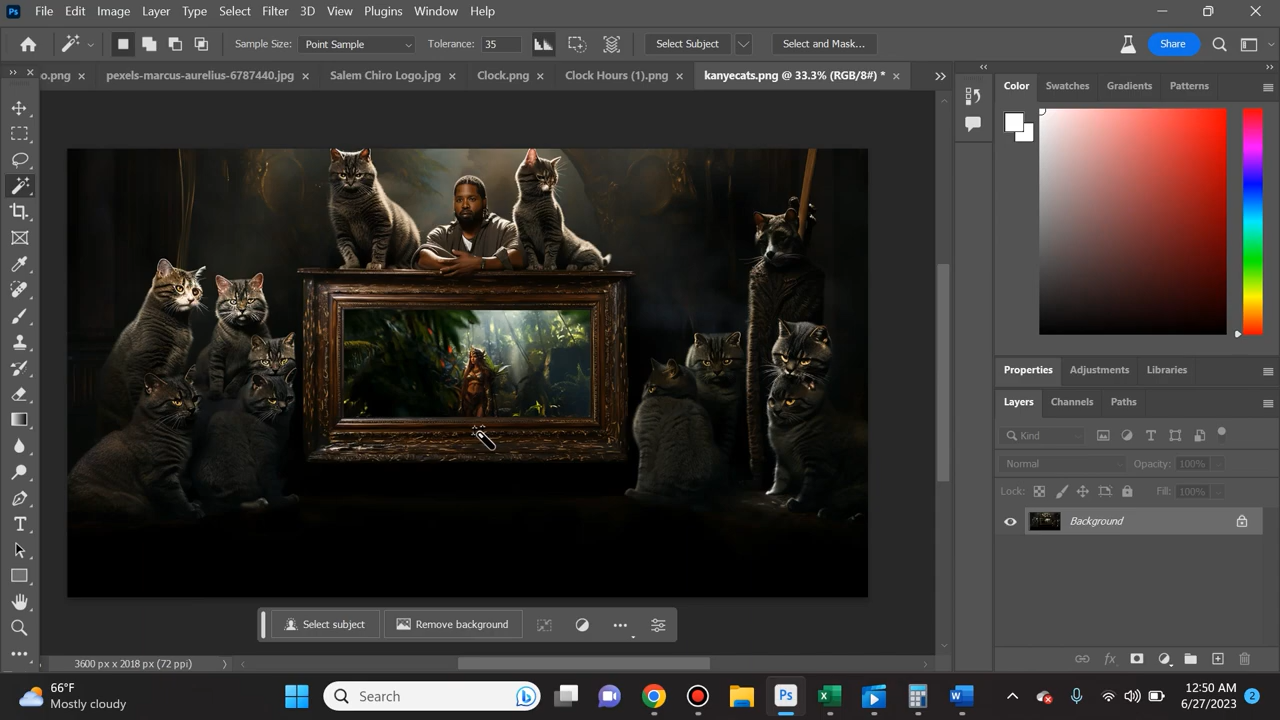 Ps File Edit Image Layer Type Select Filter 3D View Plugins Window Help
Sample Size: Point Sample Tolerance: 35 Select Subject Select and Mask... Share
o.png × pexels-marcus-aurelius-6787440.jpg × Salem Chiro Logo.jpg × Clock.png × Clock Hours (1).png × kanyecats.png @ 33.3% (RGB/8#) * ×
Color Swatches Gradients Patterns
Properties Adjustments Libraries
Layers Channels Paths
Kind
Normal Opacity: 100%
Lock: Fill: 100%
Background
Select subject Remove background
3600 px x 2018 px (72 ppi)
66°F
Mostly cloudy
Search
Ps
12:50 AM
6/27/2023
2